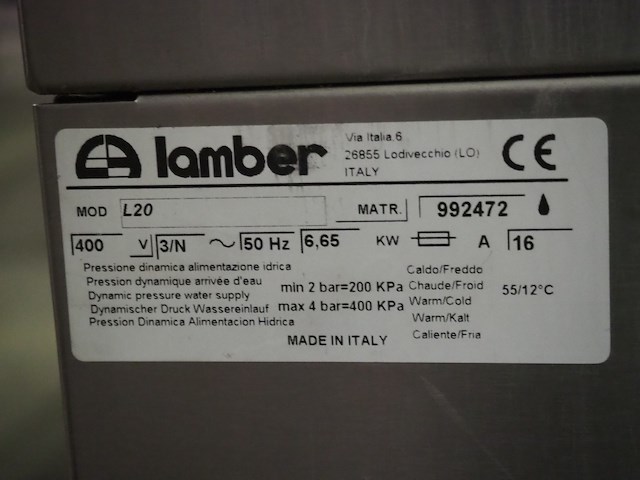 lamber
Via Italia,6
26855 Lodivecchio (LO)
ITALY
CE
MOD L20 MATR. 992472
400 V 3/N 50 Hz 6,65 KW A 16
Pressione dinamica alimentazione idrica
Pression dynamique arrivée d'eau
Dynamic pressure water supply
Dynamischer Druck Wassereinlauf
Pression Dinamica Alimentacion Hidrica
min 2 bar=200 KPa
max 4 bar=400 KPa
Caldo/Freddo
Chaude/Froid
Warm/Cold
Warm/Kalt
Caliente/Fria
55/12°C
MADE IN ITALY